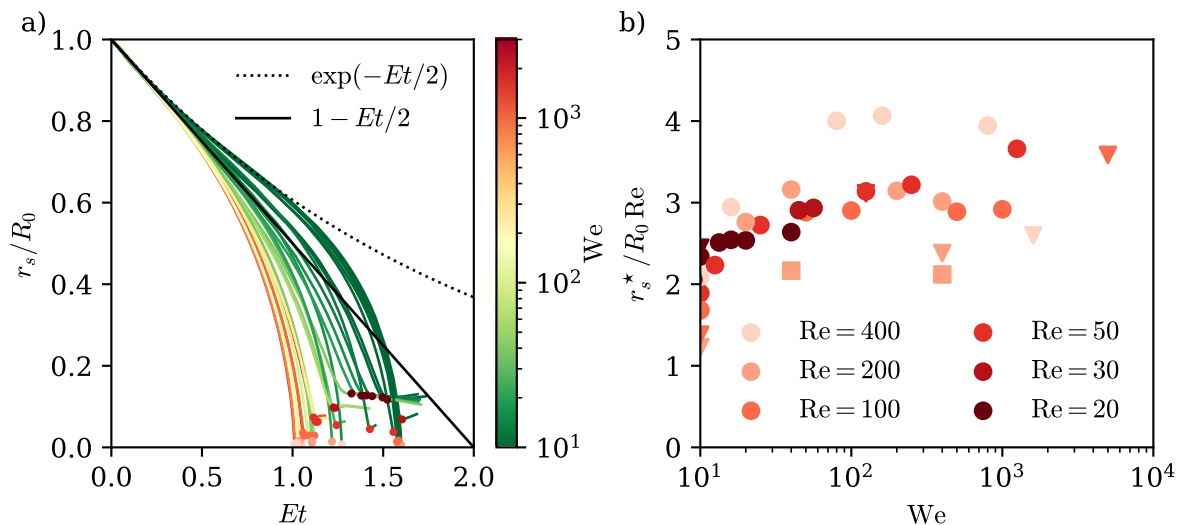 a)
1.0
0.8
0.6
0.4
0.2
0.0
r_s/R_0
exp(−Et/2)
1 − Et/2
0.0 0.5 1.0 1.5 2.0
Et
10^3
10^2
10^1
We
b)
5
4
3
2
1
0
r_s^⋆/R_0 Re
Re = 400
Re = 200
Re = 100
Re = 50
Re = 30
Re = 20
10^1 10^2 10^3 10^4
We